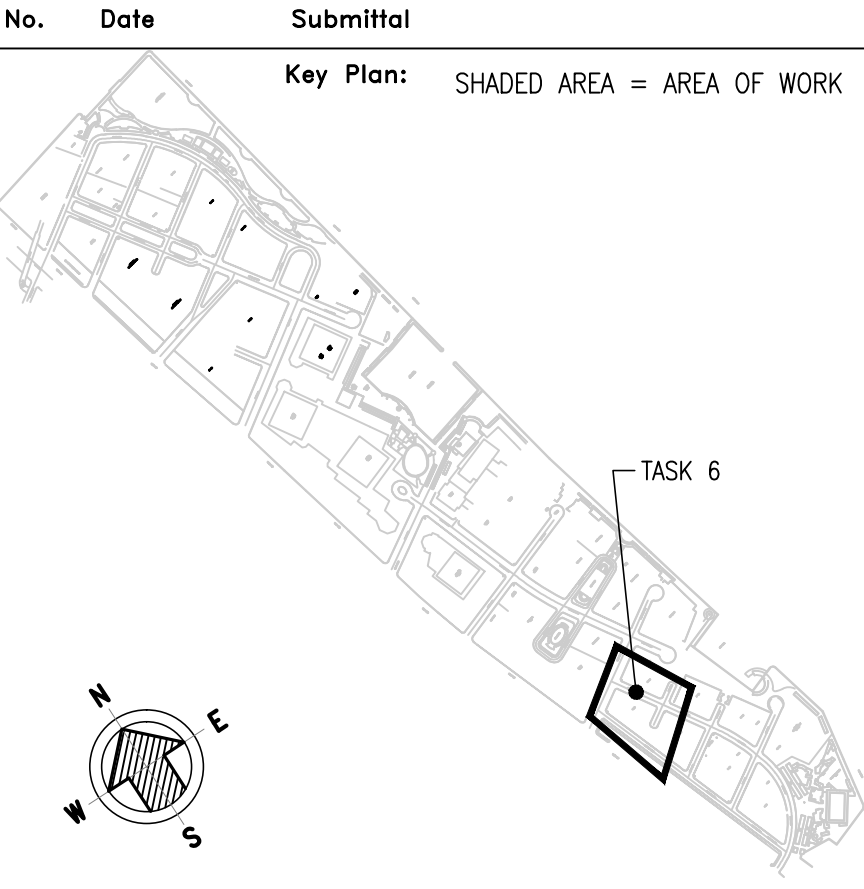 No. Date Submittal
Key Plan: SHADED AREA = AREA OF WORK
TASK 6
N
E
W
S